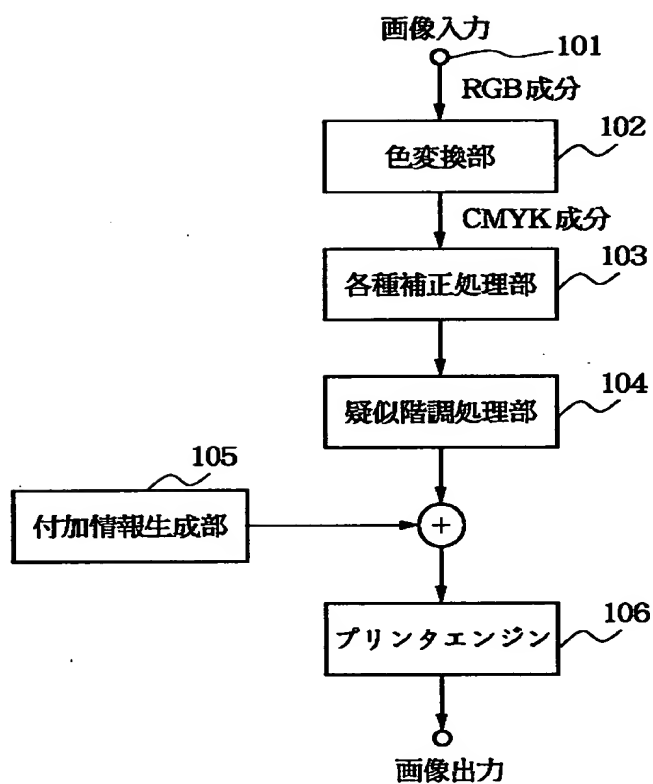 画像入力
101
RGB成分
102
色変換部
CMYK成分
103
各種補正処理部
104
疑似階調処理部
105
付加情報生成部
+
106
プリンタエンジン
画像出力